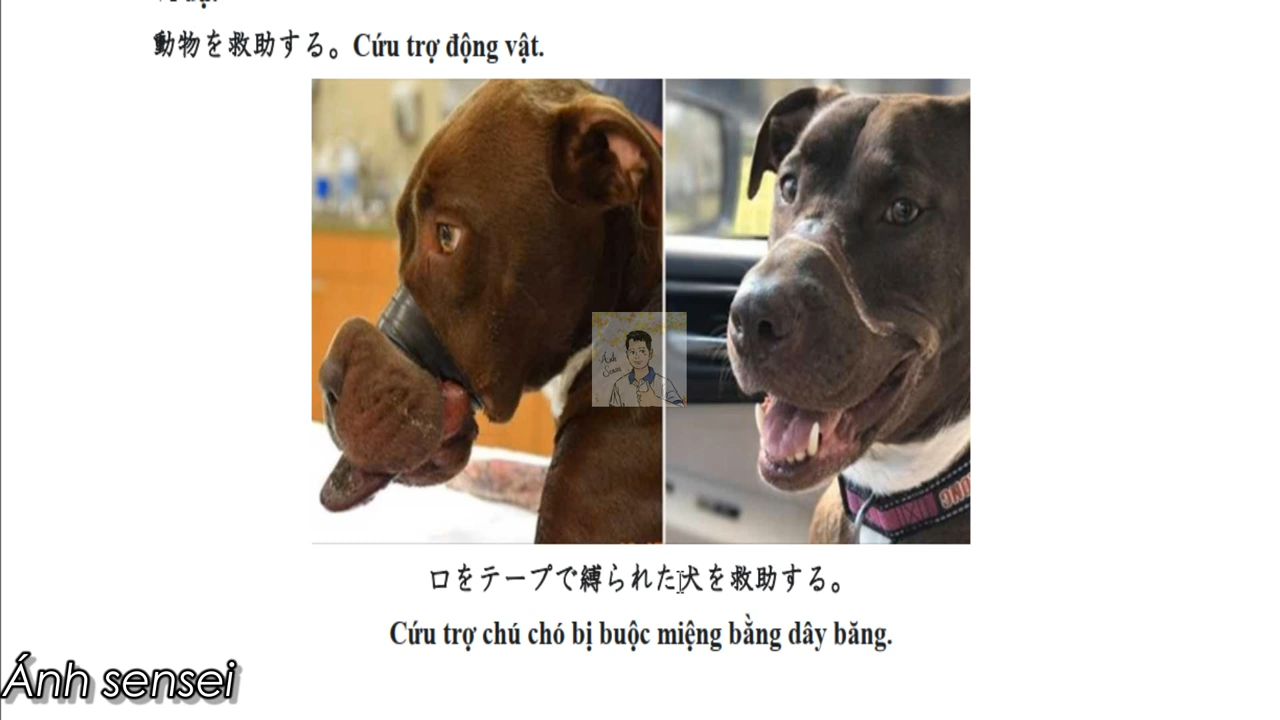 動物を救助する。Cứu trợ động vật.
Ánh
Sensei
口をテープで縛られた犬を救助する。
Cứu trợ chú chó bị buộc miệng bằng dây băng.
Ánh sensei